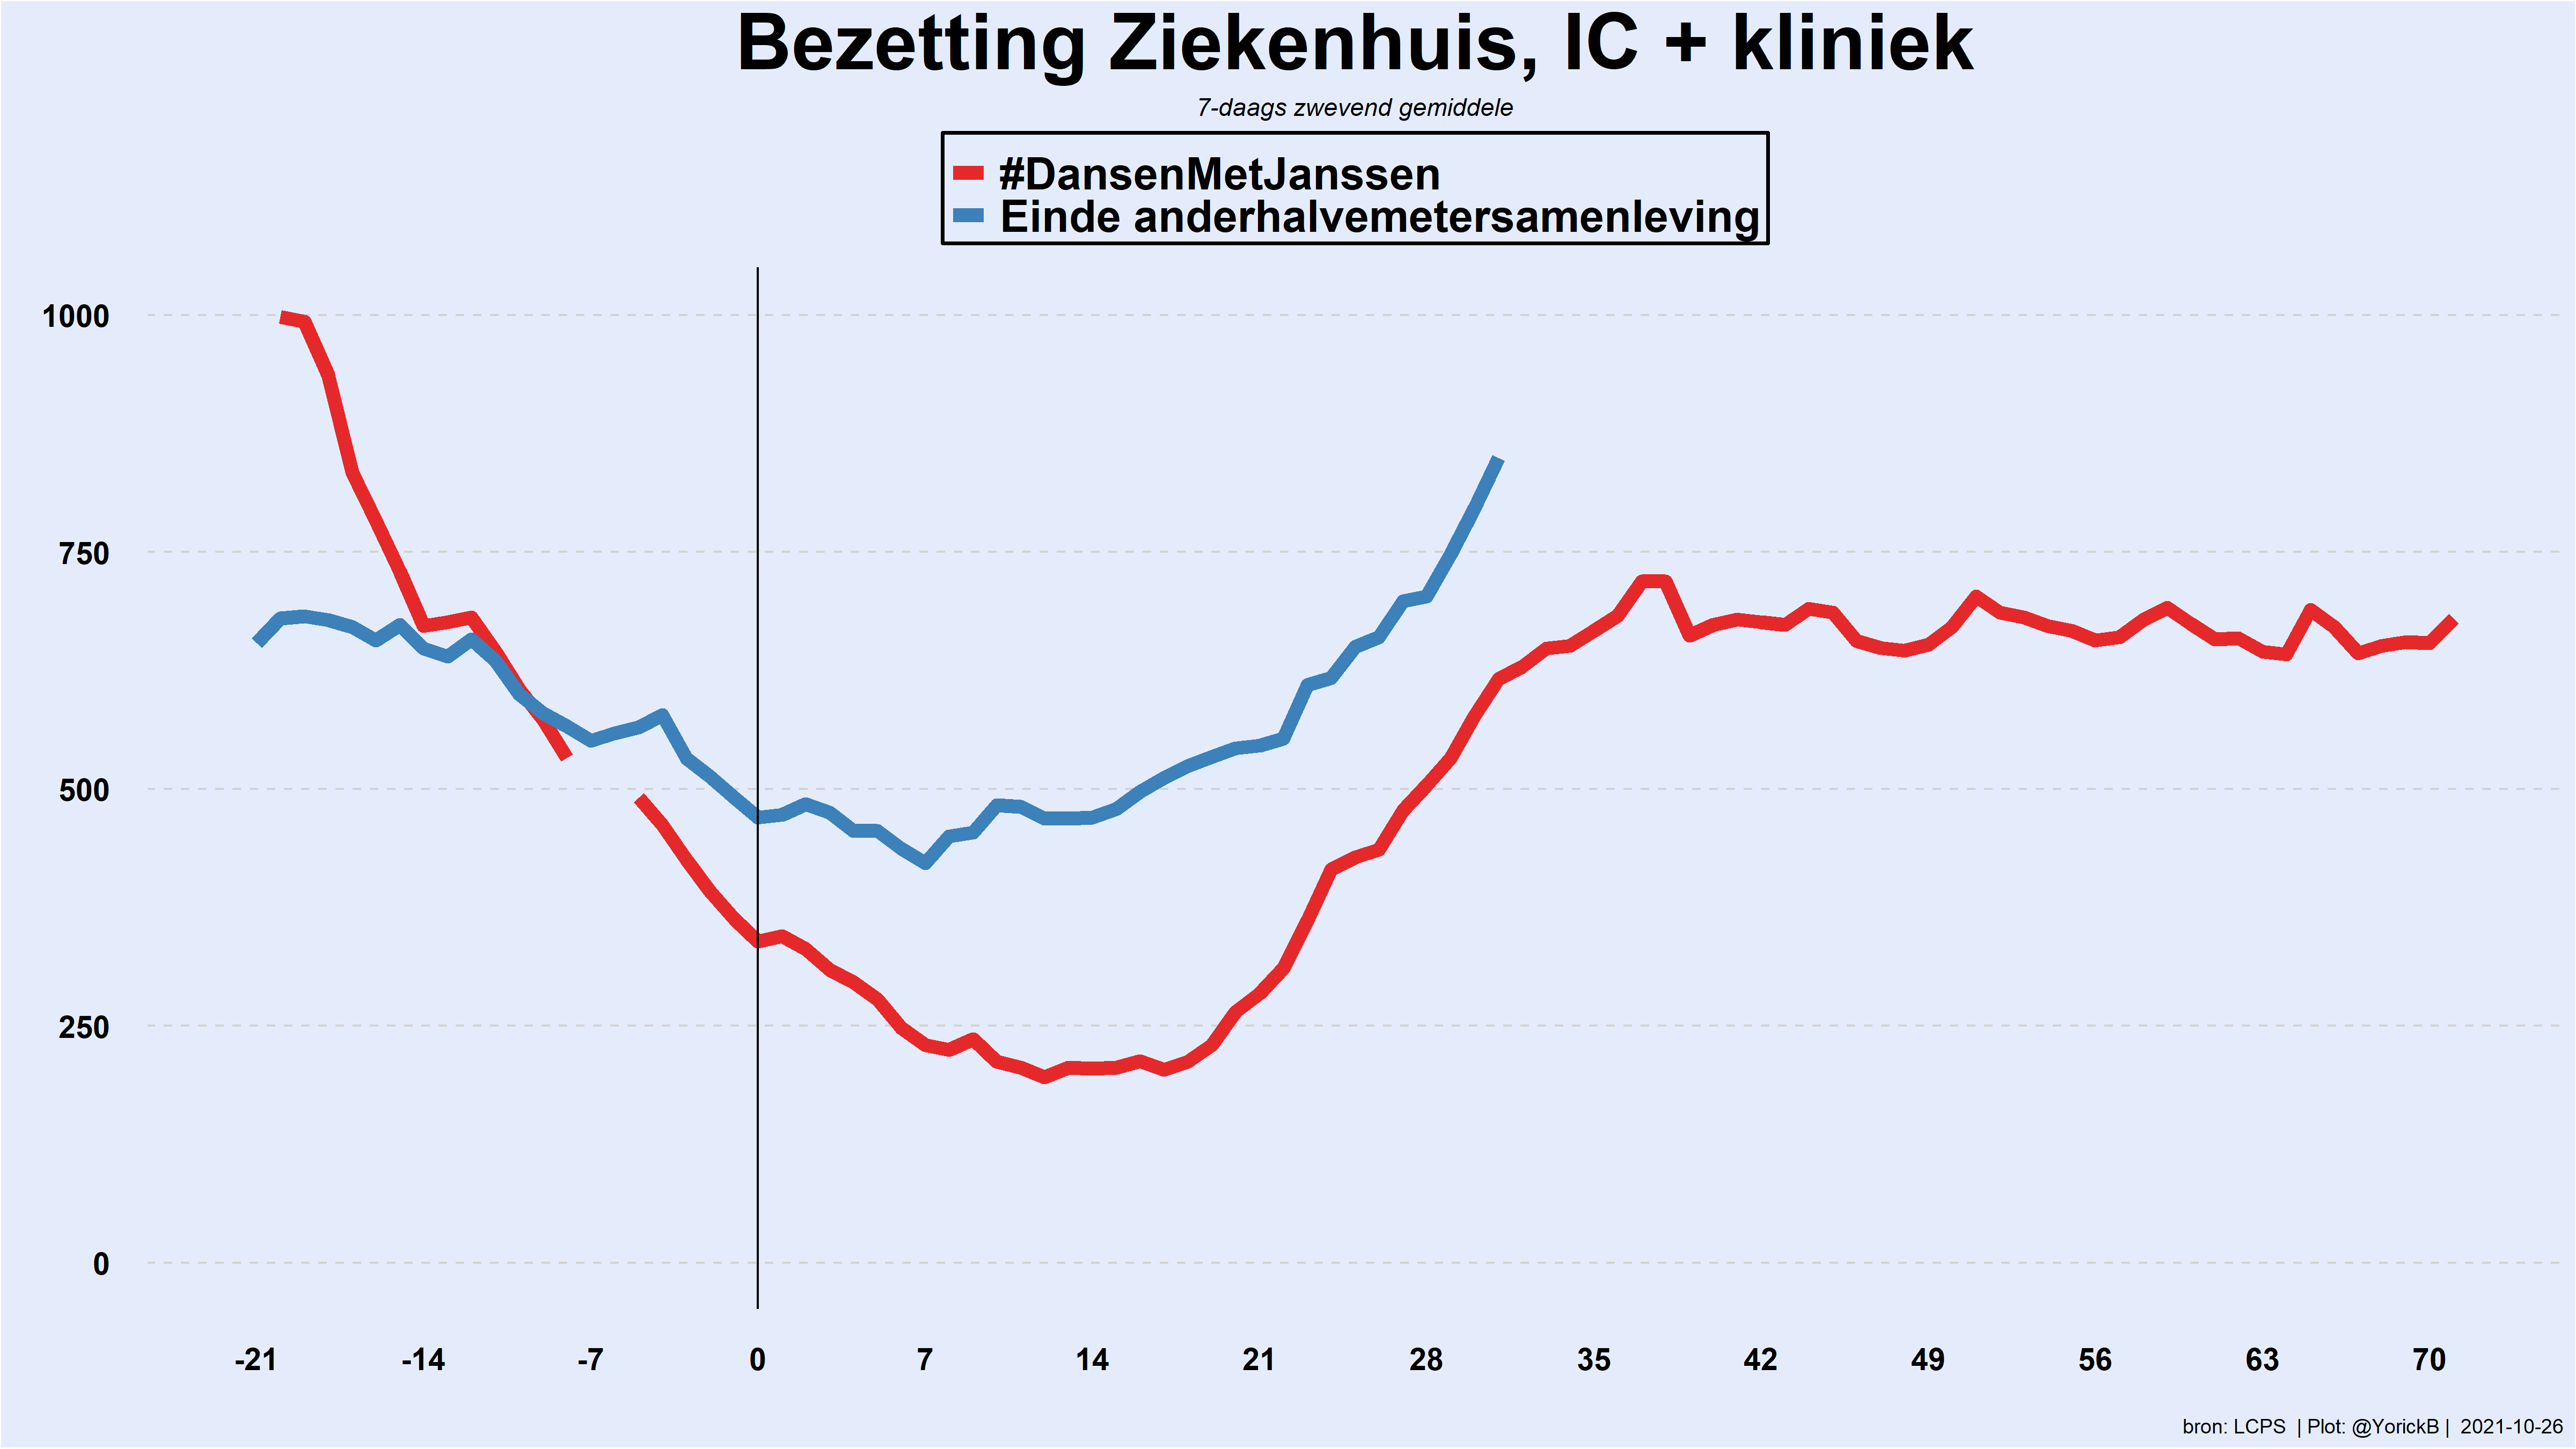 Bezetting Ziekenhuis, IC + kliniek
7-daags zwevend gemiddele
#DansenMetJanssen
Einde anderhalvemetersamenleving
1000
750
500
250
0
-21 -14 -7 0 7 14 21 28 35 42 49 56 63 70
bron: LCPS | Plot: @YorickB | 2021-10-26